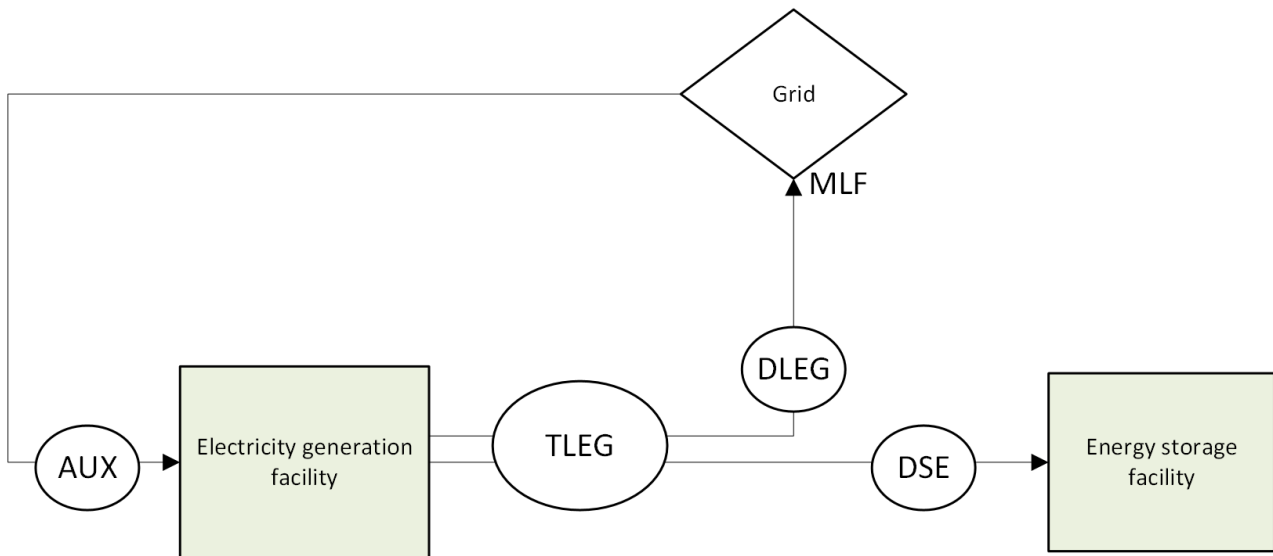 Grid
MLF
DLEG
Electricity generation
facility
TLEG
AUX
DSE
Energy storage
facility